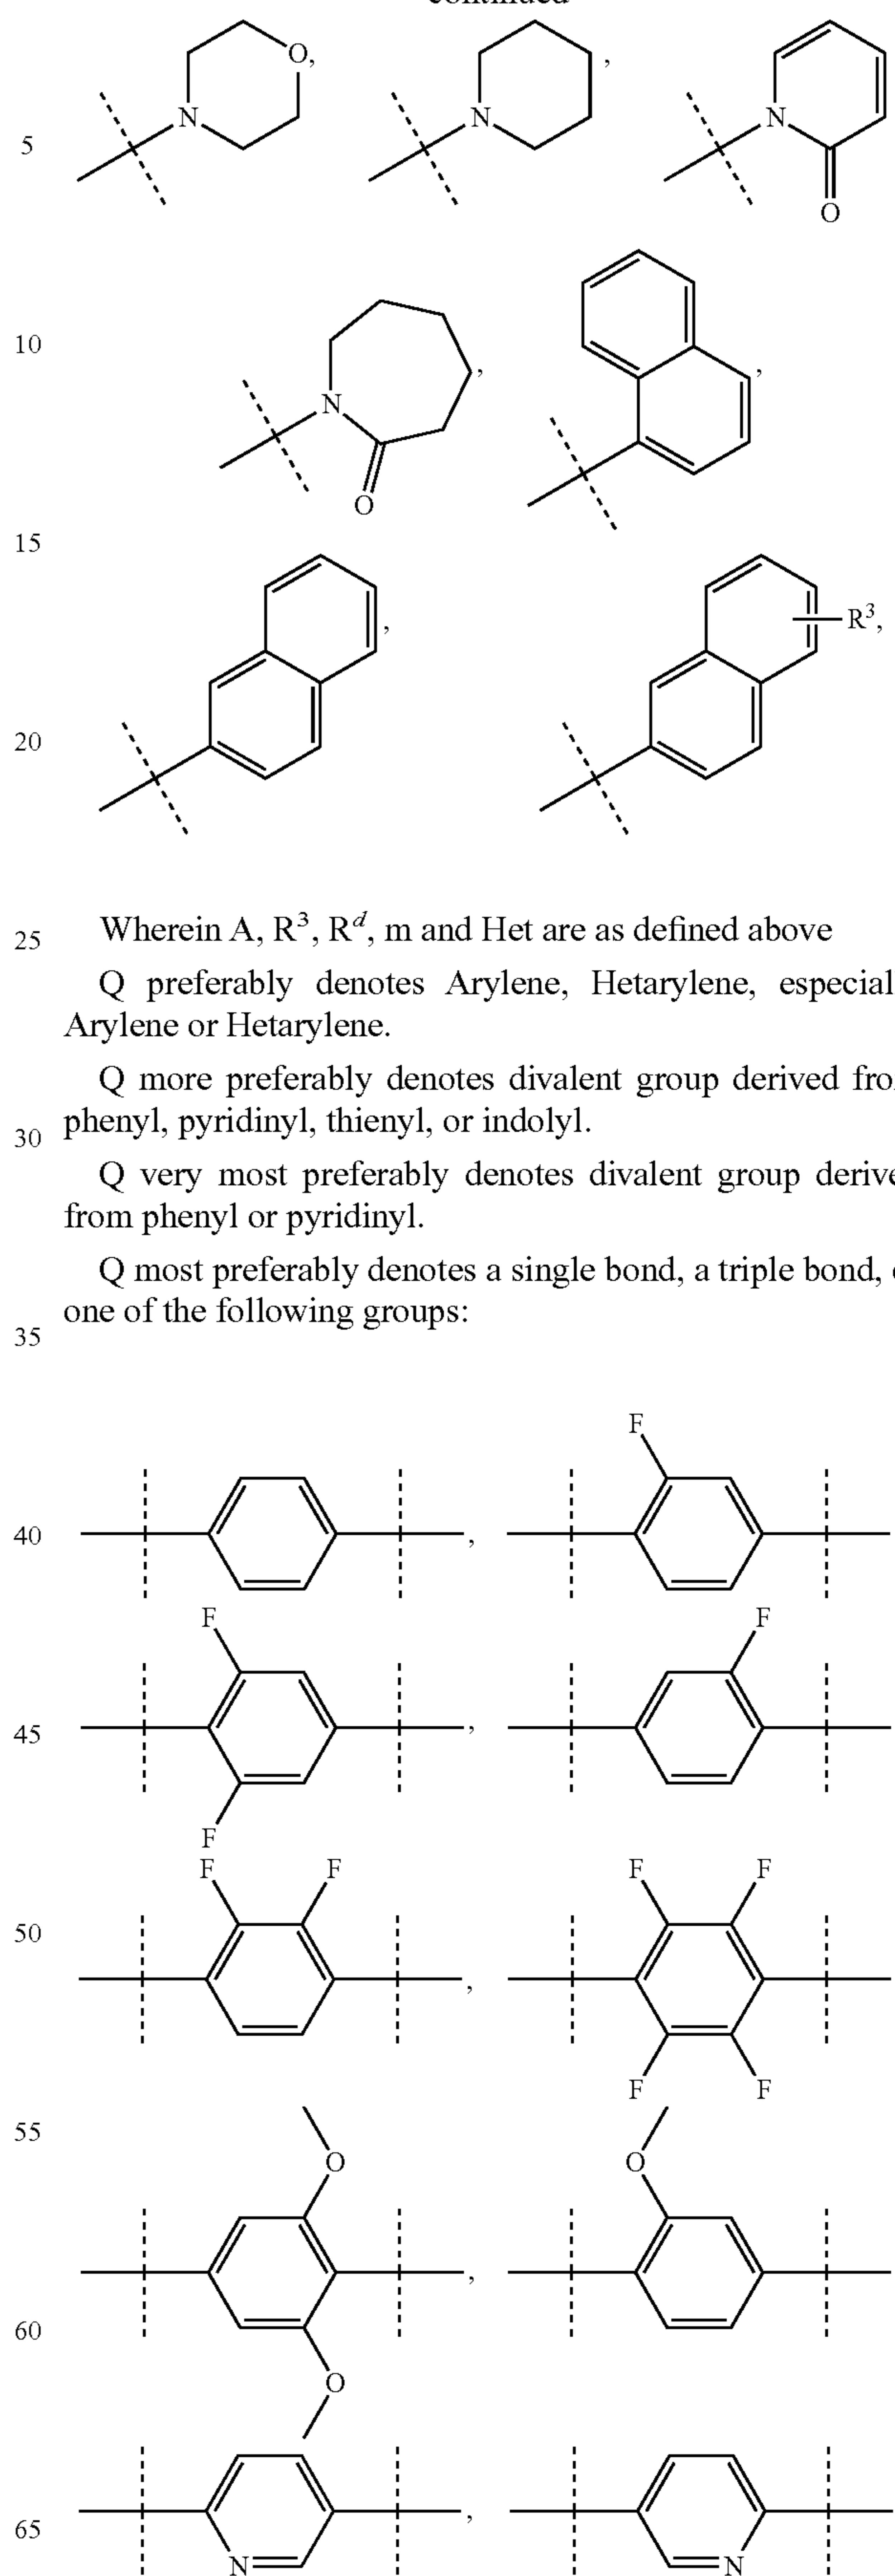 O,
,
N
N
N
5
O
10
,
,
N
O
15
R³,
,
20
25 Wherein A, R³, Rᵈ, m and Het are as defined above
Q preferably denotes Arylene, Hetarylene, especial
Arylene or Hetarylene.
Q more preferably denotes divalent group derived
30 phenyl, pyridinyl, thienyl, or indolyl.
Q very most preferably denotes divalent group
from phenyl or pyridinyl.
Q most preferably denotes a single bond, a triple bond,
one of the following groups:
35
F
40
,
F F
45
,
F
F F F F
50
,
F F
55
O O
,
60
O
,
65
N N